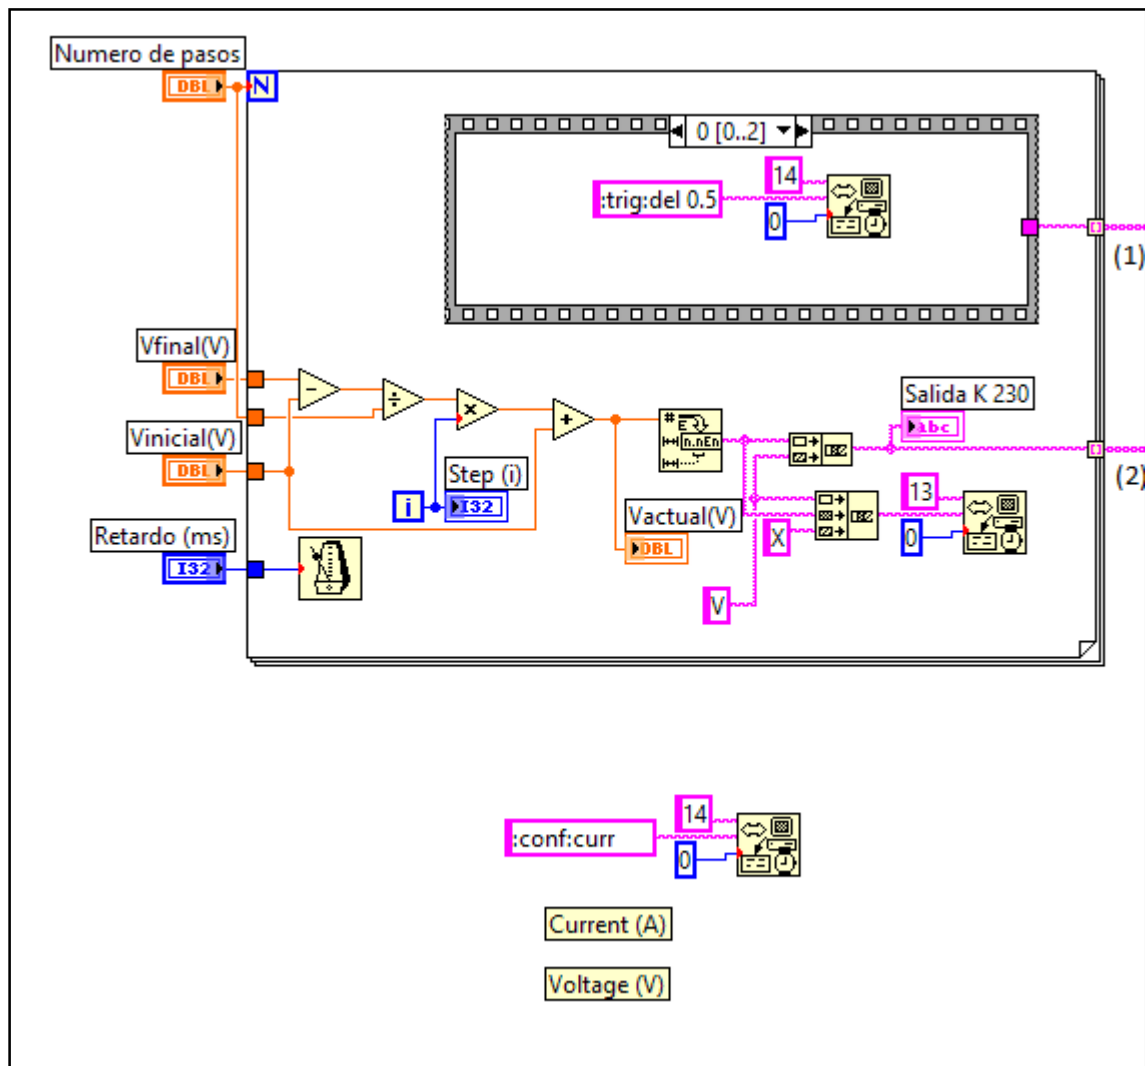 Numero de pasos
DBL
N
0 [0..2]
14
:trig:del 0.5
0
(1)
Vfinal(V)
DBL
Vinicial(V)
DBL
Retardo (ms)
I32
i
Step (i)
I32
#
n.nEn
Vactual(V)
DBL
Salida K 230
abc
(2)
13
0
X
V
14
:conf:curr
0
Current (A)
Voltage (V)